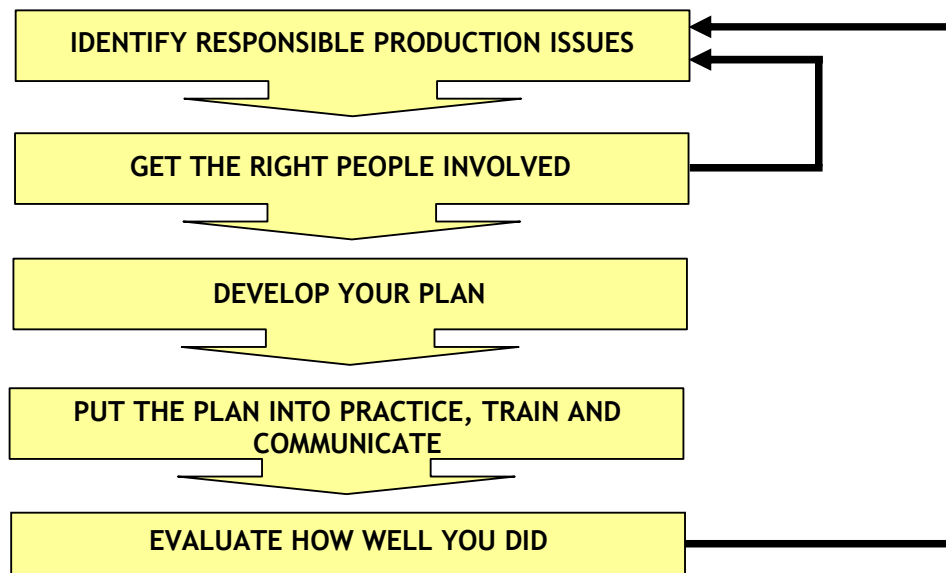 IDENTIFY RESPONSIBLE PRODUCTION ISSUES
GET THE RIGHT PEOPLE INVOLVED
DEVELOP YOUR PLAN
PUT THE PLAN INTO PRACTICE, TRAIN AND
COMMUNICATE
EVALUATE HOW WELL YOU DID